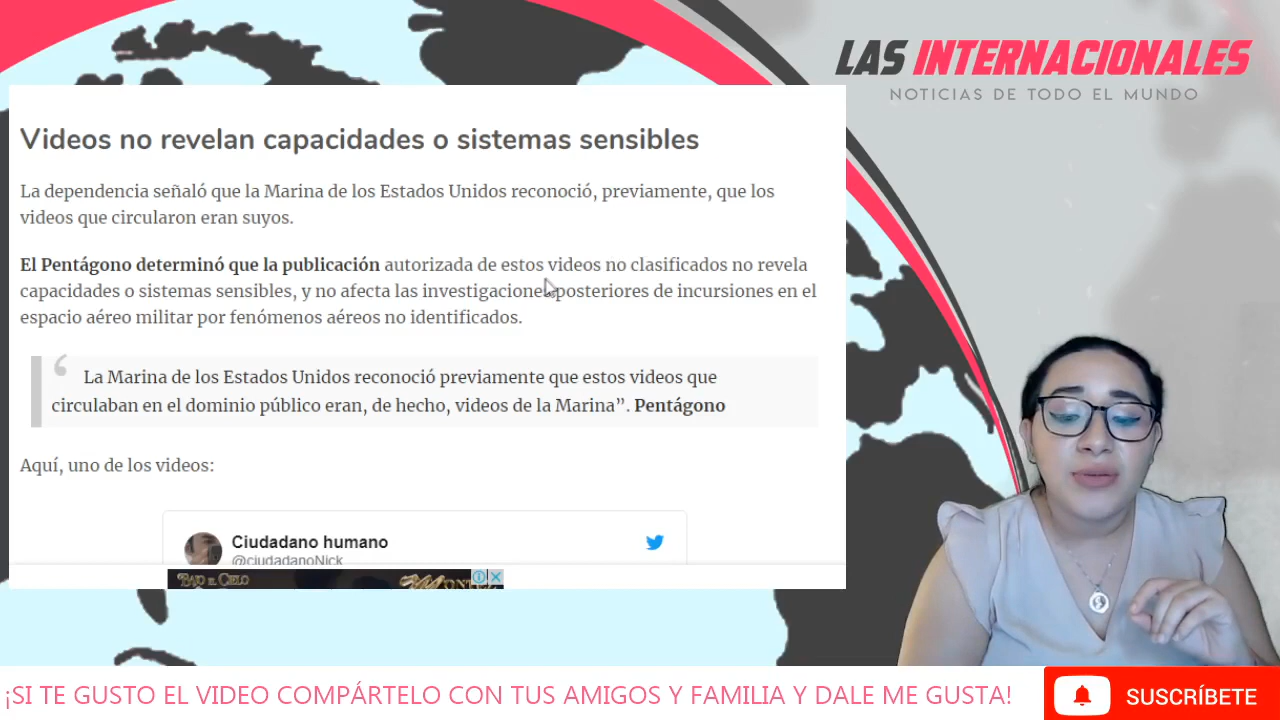 LAS INTERNACIONALES
NOTICIAS DE TODO EL MUNDO
Videos no revelan capacidades o sistemas sensibles
La dependencia señaló que la Marina de los Estados Unidos reconoció, previamente, que los
videos que circularon eran suyos.
El Pentágono determinó que la publicación autorizada de estos videos no clasificados no revela
capacidades o sistemas sensibles, y no afecta las investigaciones posteriores de incursiones en el
espacio aéreo militar por fenómenos aéreos no identificados.
“ La Marina de los Estados Unidos reconoció previamente que estos videos que
circulaban en el dominio público eran, de hecho, videos de la Marina”. Pentágono
Aquí, uno de los videos:
Ciudadano humano
@ciudadanoNick
BAJO EL CIELO
¡SI TE GUSTO EL VIDEO COMPÁRTELO CON TUS AMIGOS Y FAMILIA Y DALE ME GUSTA!
SUSCRÍBETE